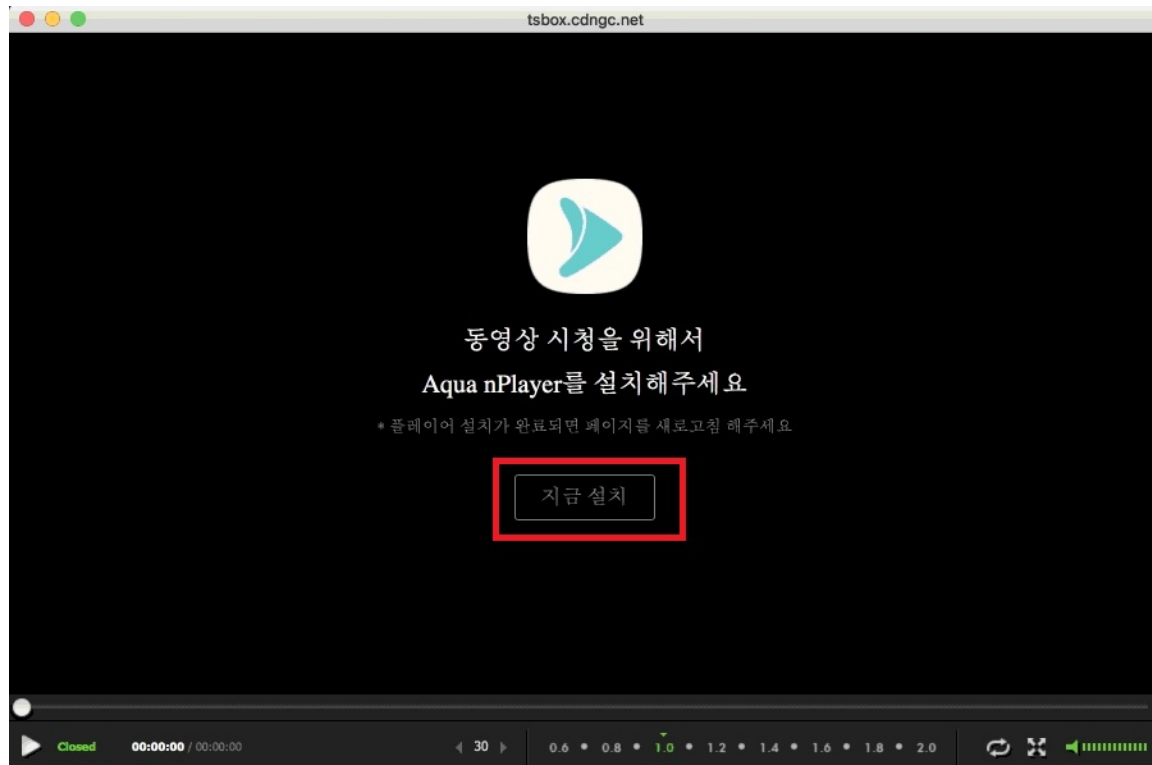 tsbox.cdngc.net
동영상 시청을 위해서
Aqua nPlayer를 설치해주세요
* 플레이어 설치가 완료되면 페이지를 새로고침 해주세요
지금 설치
Closed 00:00:00 / 00:00:00 30 0.6 • 0.8 • 1.0 • 1.2 • 1.4 • 1.6 • 1.8 • 2.0